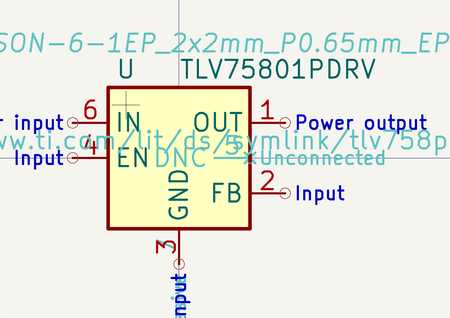 SON-6-1EP_2x2mm_P0.65mm_EP
U TLV75801PDRV
r input 6 IN OUT 1 Power output
ww.ti.com/lit/ds/symlink/tlv758p
Input 4 EN DNC 5 Unconnected
GND FB 2 Input
3
nput